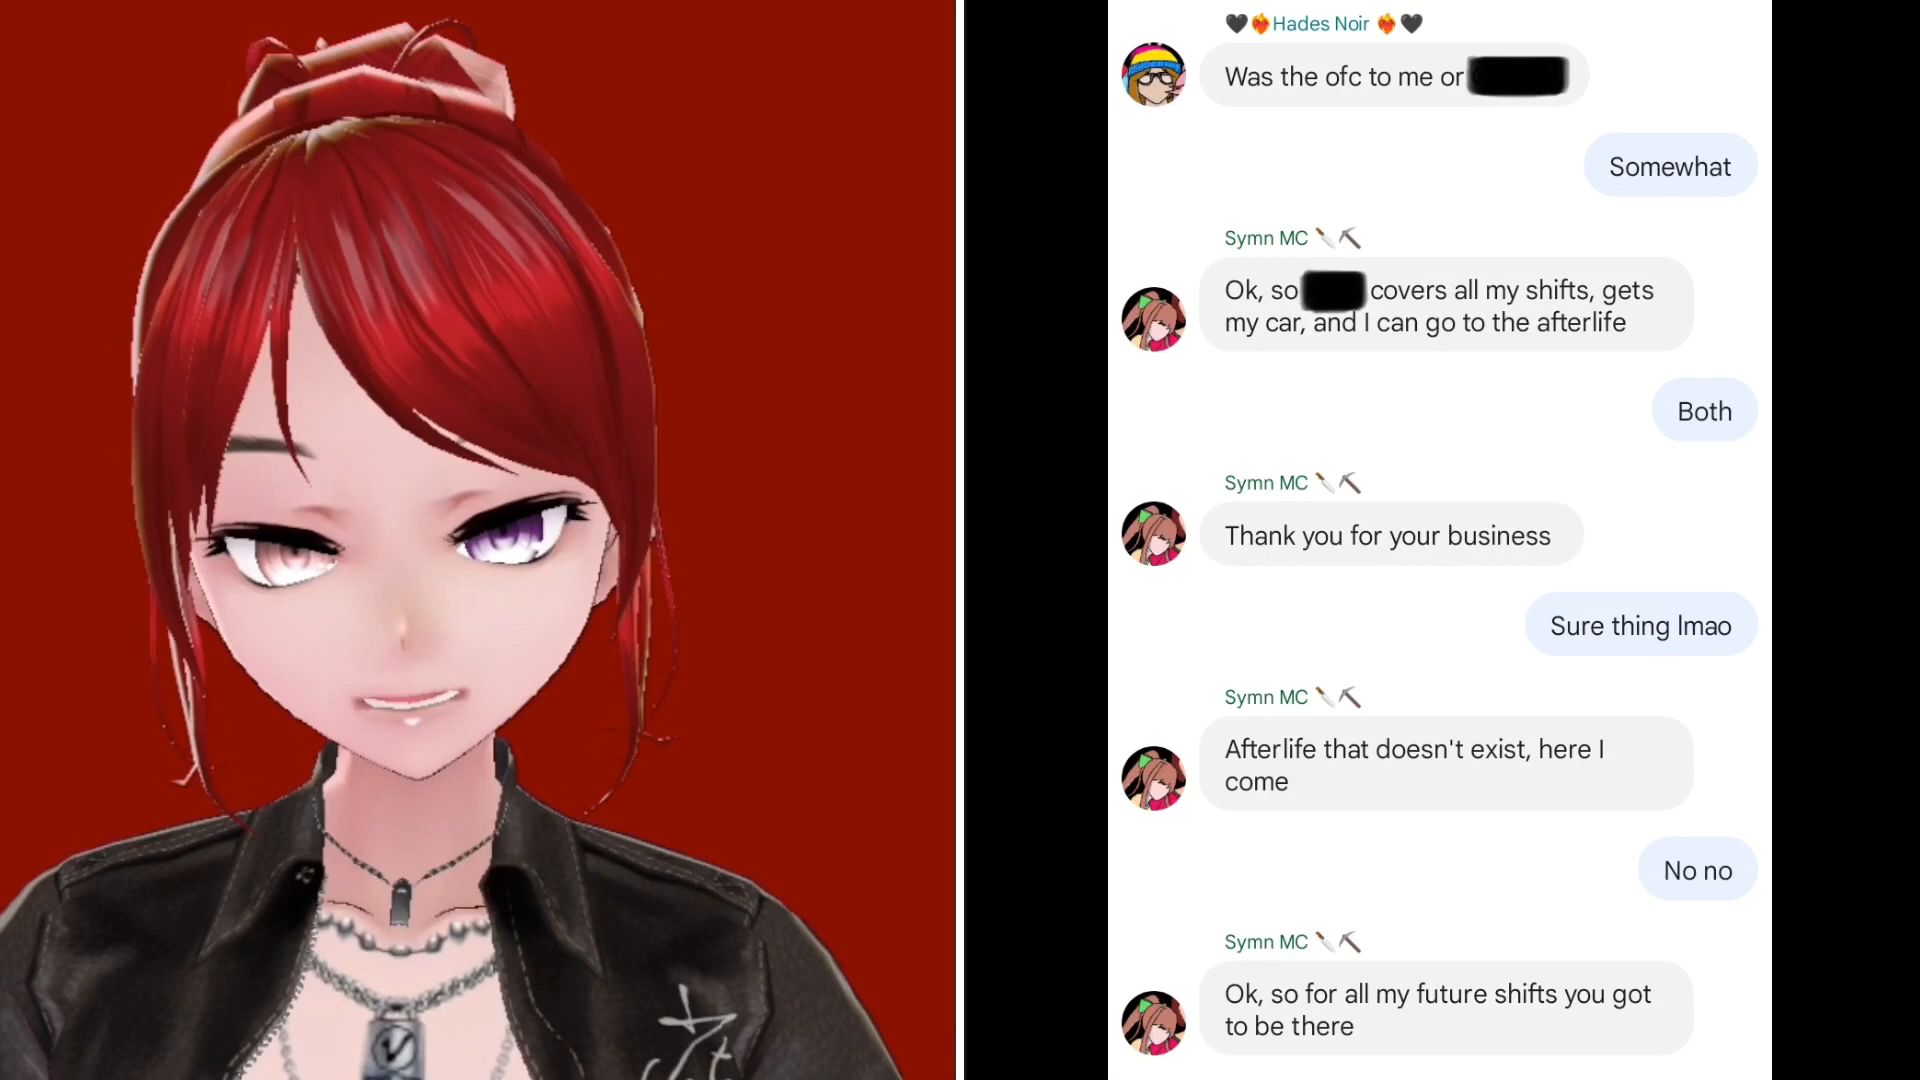 🖤❤️‍🔥Hades Noir ❤️‍🔥🖤
Was the ofc to me or
Somewhat
Symn MC 🔪⛏️
Ok, so covers all my shifts, gets
my car, and I can go to the afterlife
Both
Symn MC 🔪⛏️
Thank you for your business
Sure thing lmao
Symn MC 🔪⛏️
Afterlife that doesn't exist, here I
come
No no
Symn MC 🔪⛏️
Ok, so for all my future shifts you got
to be there